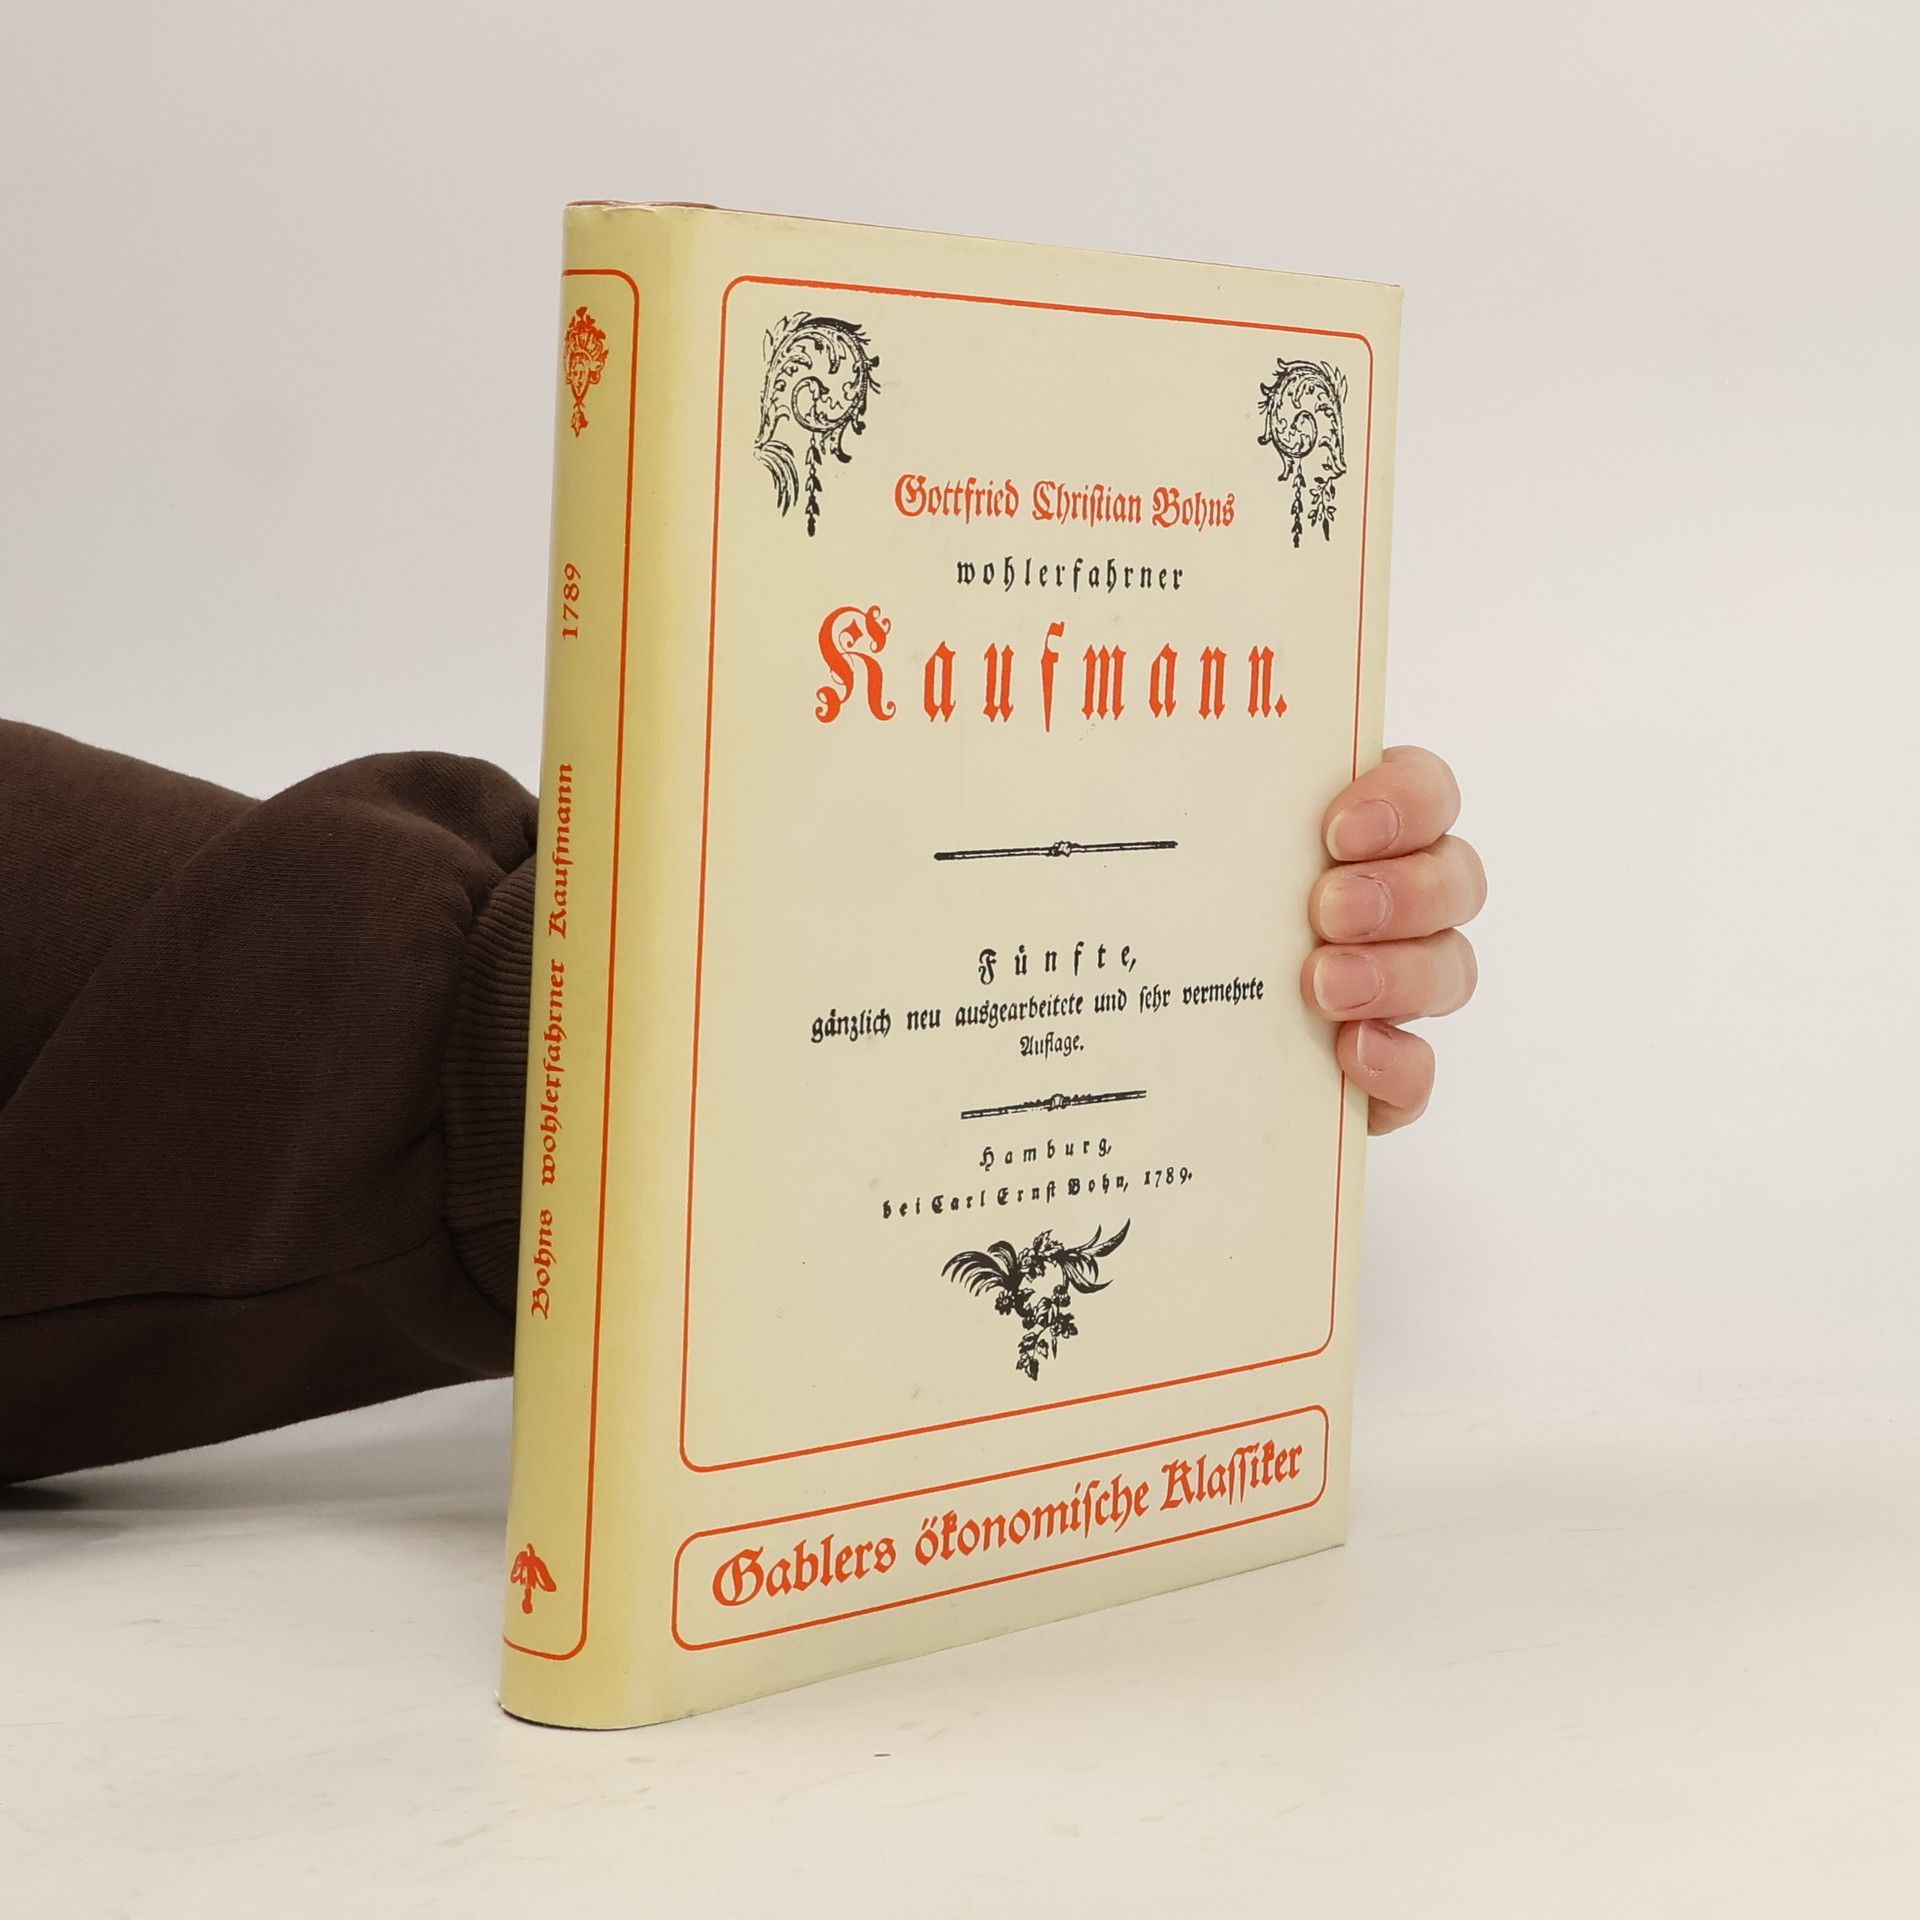 Gottfried Chriſtian Bohns
wohlerfahrner
Kaufmann.
Fünfte,
gänzlich neu ausgearbeitete und ſehr vermehrte
Auflage.
Hamburg,
bei Carl Ernſt Bohn, 1789.
Gablers ökonomiſche Klaſſiker
Bohns wohlerfahrner Kaufmann 1789